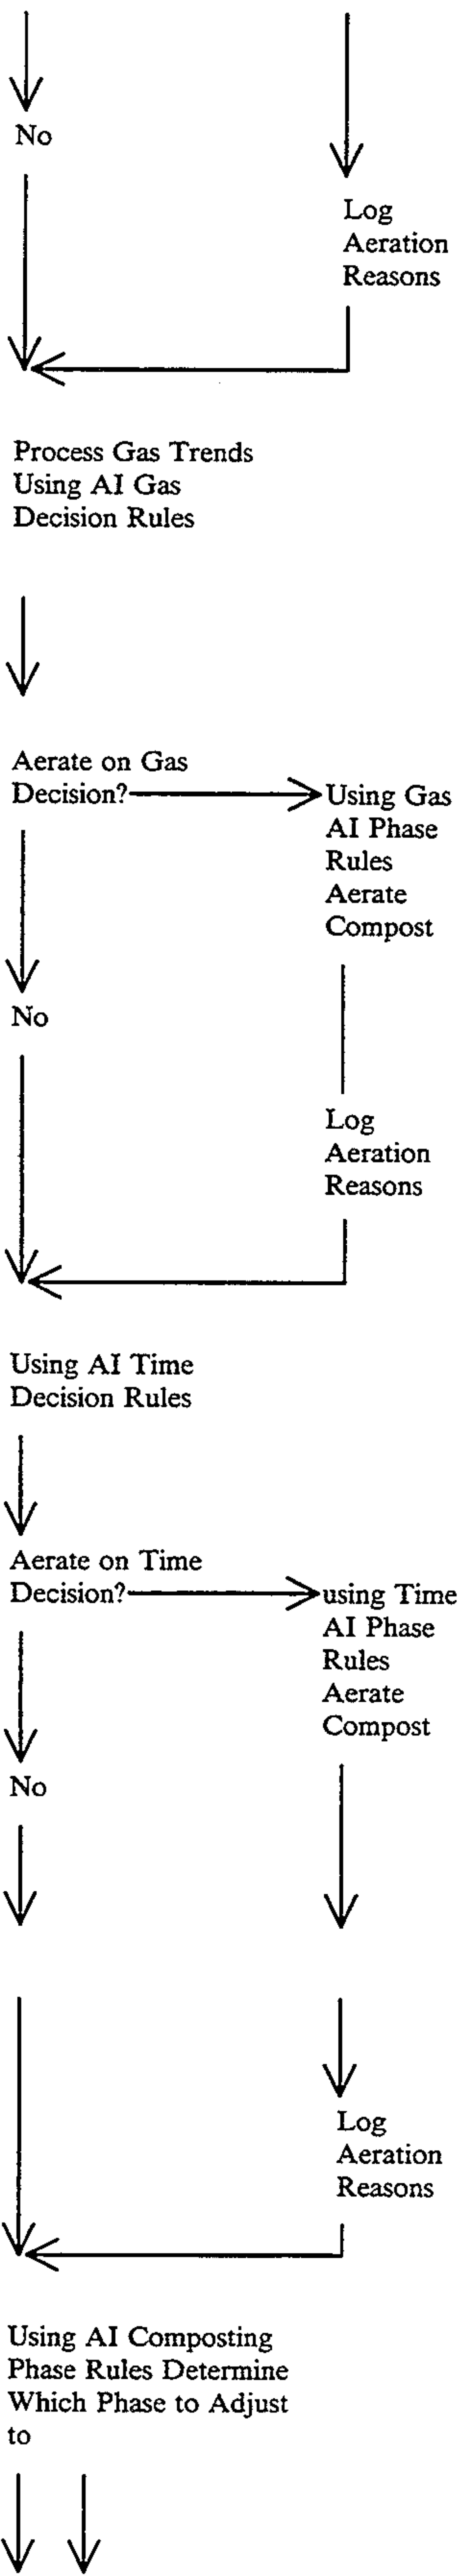 No
Log
Aeration
Reasons
Process Gas Trends
Using AI Gas
Decision Rules
Aerate on Gas
Decision?
Using Gas
AI Phase
Rules
Aerate
Compost
No
Log
Aeration
Reasons
Using AI Time
Decision Rules
Aerate on Time
Decision?
using Time
AI Phase
Rules
Aerate
Compost
No
Log
Aeration
Reasons
Using AI Composting
Phase Rules Determine
Which Phase to Adjust
to